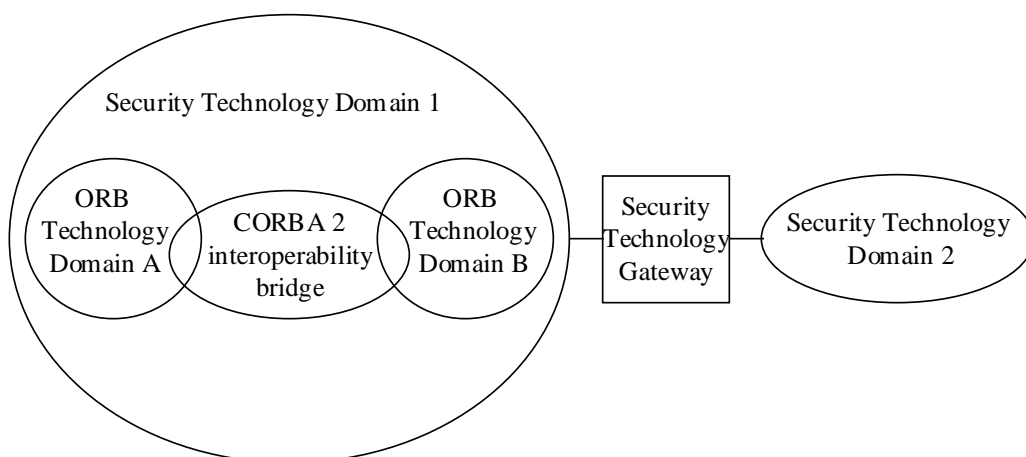 Security Technology Domain 1
ORB
Technology
Domain A
CORBA 2
interoperability
bridge
ORB
Technology
Domain B
Security
Technology
Gateway
Security Technology
Domain 2